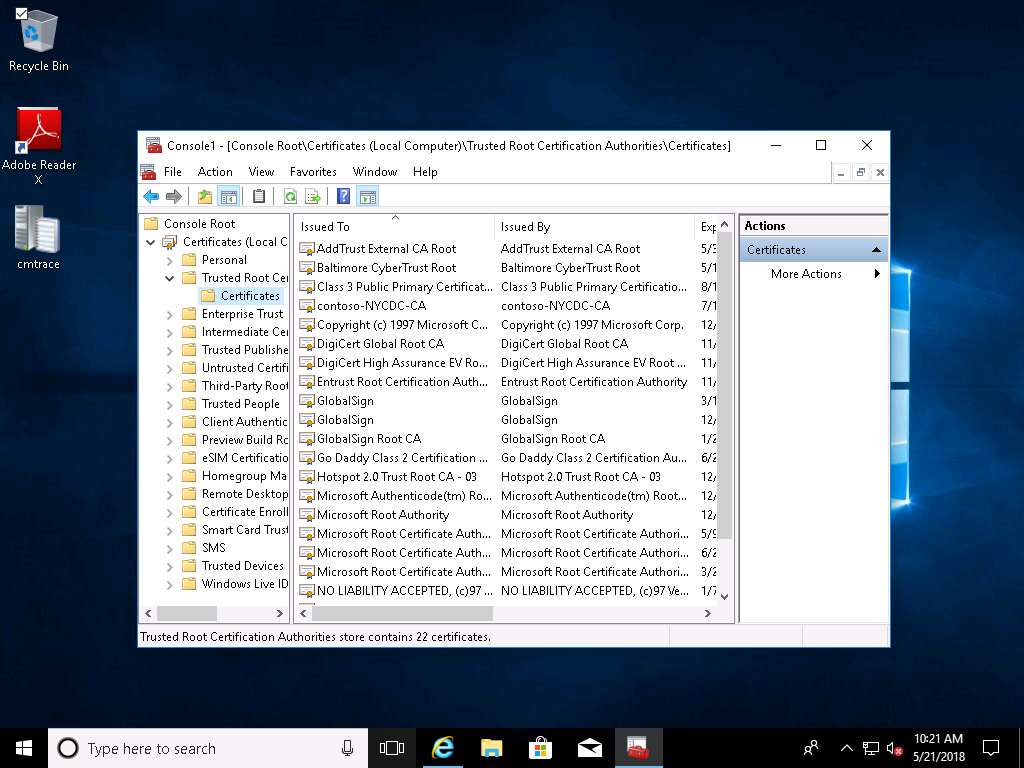 Recycle Bin
Adobe Reader
X
cmtrace
Console1 - [Console Root\Certificates (Local Computer)\Trusted Root Certification Authorities\Certificates]
File Action View Favorites Window Help
Console Root
Certificates (Local C
Personal
Trusted Root Cer
Certificates
Enterprise Trust
Intermediate Cer
Trusted Publishe
Untrusted Certifi
Third-Party Root
Trusted People
Client Authentic
Preview Build Ro
eSIM Certificatio
Homegroup Ma
Remote Desktop
Certificate Enroll
Smart Card Trust
SMS
Trusted Devices
Windows Live ID
Issued To Issued By Exp
AddTrust External CA Root AddTrust External CA Root 5/3
Baltimore CyberTrust Root Baltimore CyberTrust Root 5/1
Class 3 Public Primary Certificat... Class 3 Public Primary Certificatio... 8/1
contoso-NYCDC-CA contoso-NYCDC-CA 7/1
Copyright (c) 1997 Microsoft C... Copyright (c) 1997 Microsoft Corp. 12/
DigiCert Global Root CA DigiCert Global Root CA 11/
DigiCert High Assurance EV Root ... DigiCert High Assurance EV Root ... 11/
Entrust Root Certification Auth... Entrust Root Certification Authority 11/
GlobalSign GlobalSign 3/1
GlobalSign GlobalSign 12/
GlobalSign Root CA GlobalSign Root CA 1/2
Go Daddy Class 2 Certification ... Go Daddy Class 2 Certification Au... 6/2
Hotspot 2.0 Trust Root CA - 03 Hotspot 2.0 Trust Root CA - 03 12/
Microsoft Authenticode(tm) Ro... Microsoft Authenticode(tm) Root... 12/
Microsoft Root Authority Microsoft Root Authority 12/
Microsoft Root Certificate Auth... Microsoft Root Certificate Authori... 5/9
Microsoft Root Certificate Auth... Microsoft Root Certificate Authori... 6/2
Microsoft Root Certificate Auth... Microsoft Root Certificate Authori... 3/2
NO LIABILITY ACCEPTED, (c)97 ... NO LIABILITY ACCEPTED, (c)97 Ve... 1/7
Actions
Certificates
More Actions
Trusted Root Certification Authorities store contains 22 certificates.
Type here to search
10:21 AM
5/21/2018